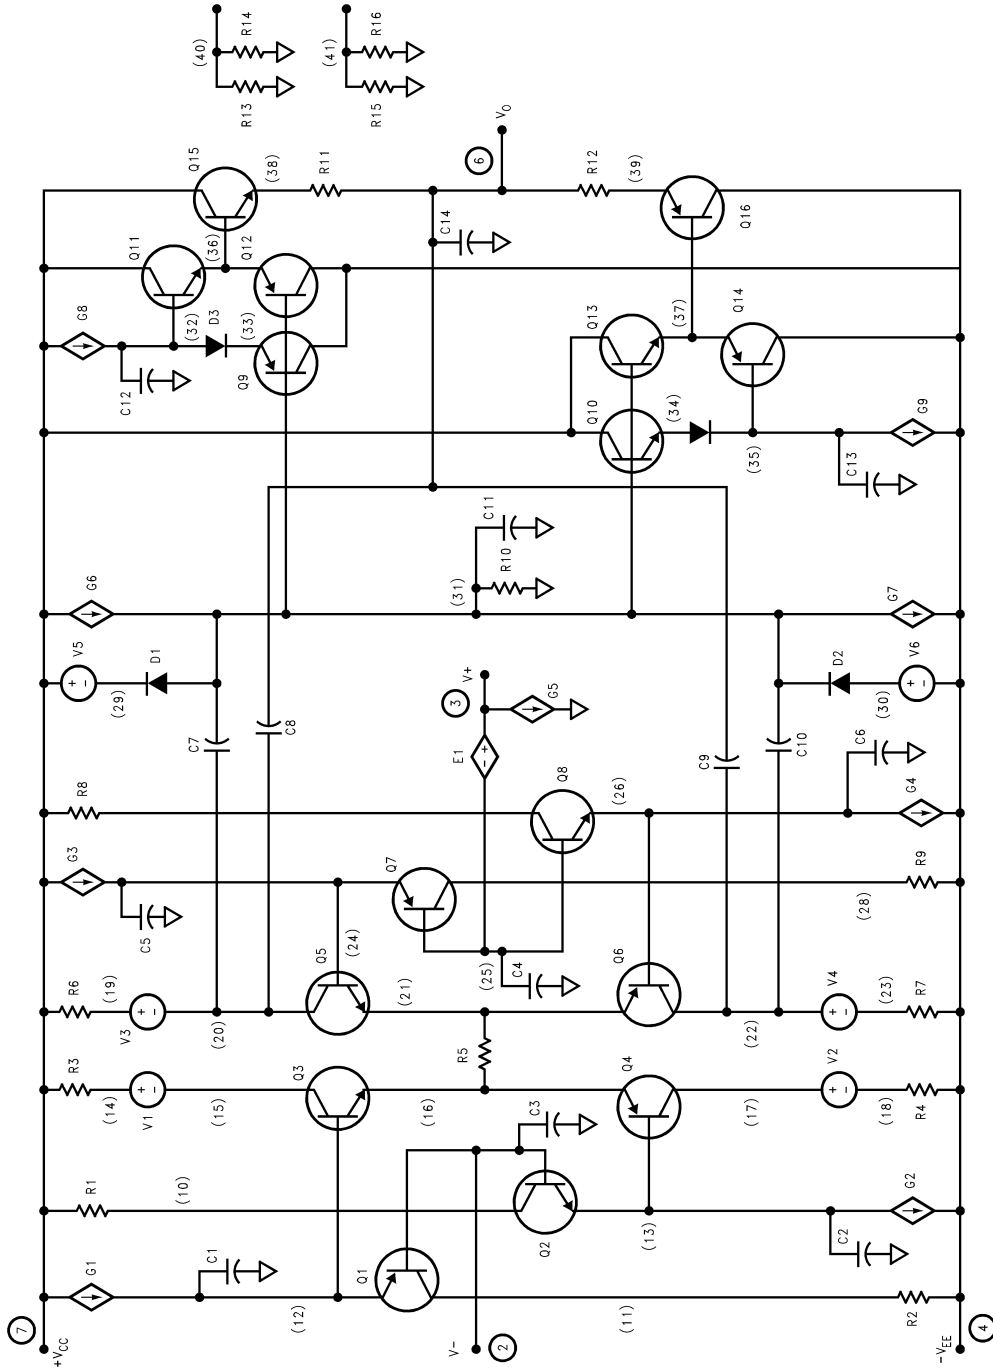 7
+VCC
G1
C1
(12)
Q1
V-
2
(11)
R2
-VEE
4
R1
(10)
Q2
(13)
C2
G2
R3
(14)
V1
(15)
Q3
(16)
C3
R5
Q4
(17)
V2
(18)
R4
R6
(19)
V3
(20)
Q5
(21)
(24)
(25)
C4
Q6
(22)
V4
(23)
R7
G3
C5
Q7
(28)
R9
R8
Q8
(26)
C6
G4
C7
C8
E1
3
V+
G5
C9
C10
V5
(29)
D1
D2
(30)
V6
G6
(31)
R10
C11
G7
G8
C12
(32)
D3
(33)
Q9
Q10
(34)
(35)
C13
G9
Q11
(36)
Q12
Q13
(37)
Q14
C14
Q15
(38)
R11
6
VO
R12
(39)
Q16
(40)
R13
R14
(41)
R15
R16
+
-
+
-
+
-
+
-
+
-
+
-
-
+